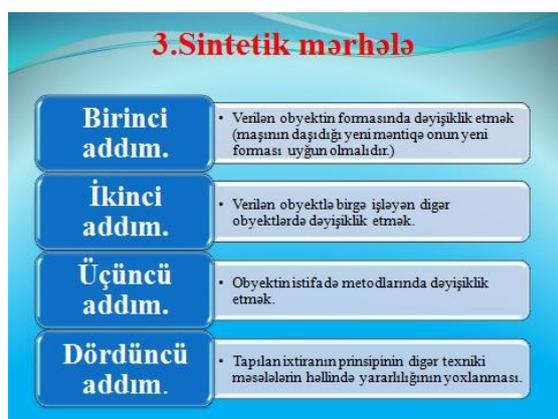 3.Sintetik mərhələ
Birinci
addım.
• Verilən obyektin formasında dəyişiklik etmək
(maşının daşıdığı yeni məntiqə onun yeni
forması uyğun olmalıdır.)
İkinci
addım.
• Verilən obyektlə birgə işləyən digər
obyektlərdə dəyişiklik etmək.
Üçüncü
addım.
• Obyektin istifadə metodlarında dəyişiklik
etmək.
Dördüncü
addım.
• Tapılan ixtiranın prinsipinin digər texniki
məsələlərin həllində yararlılığının yoxlanması.